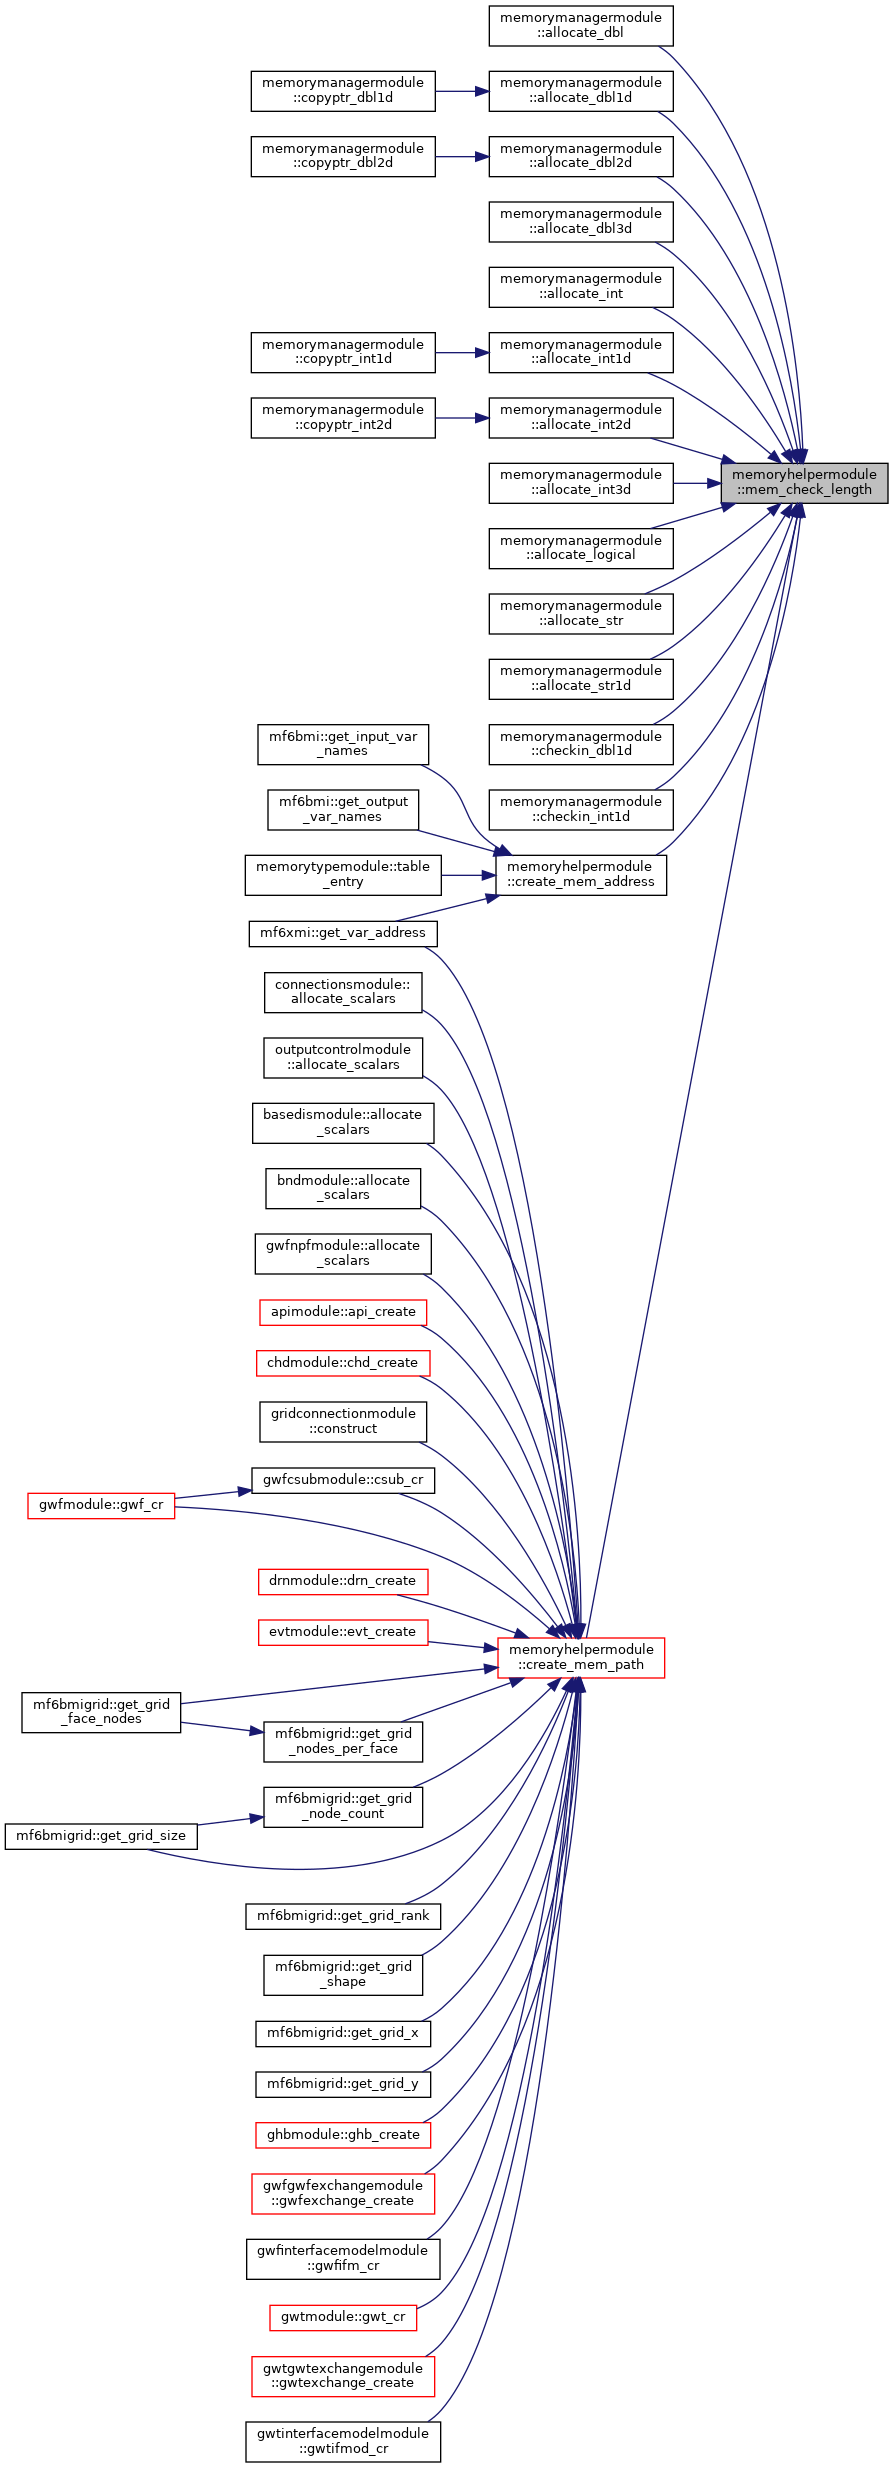 memorymanagermodule
::allocate_dbl
memorymanagermodule
::copyptr_dbl1d
memorymanagermodule
::allocate_dbl1d
memorymanagermodule
::copyptr_dbl2d
memorymanagermodule
::allocate_dbl2d
memorymanagermodule
::allocate_dbl3d
memorymanagermodule
::allocate_int
memorymanagermodule
::copyptr_int1d
memorymanagermodule
::allocate_int1d
memorymanagermodule
::copyptr_int2d
memorymanagermodule
::allocate_int2d
memoryhelpermodule
::mem_check_length
memorymanagermodule
::allocate_int3d
memorymanagermodule
::allocate_logical
memorymanagermodule
::allocate_str
memorymanagermodule
::allocate_str1d
memorymanagermodule
::checkin_dbl1d
mf6bmi::get_input_var
_names
memorymanagermodule
::checkin_int1d
mf6bmi::get_output
_var_names
memorytypemodule::table
_entry
memoryhelpermodule
::create_mem_address
mf6xmi::get_var_address
connectionsmodule::
allocate_scalars
outputcontrolmodule
::allocate_scalars
basedismodule::allocate
_scalars
bndmodule::allocate
_scalars
gwfnpfmodule::allocate
_scalars
apimodule::api_create
chdmodule::chd_create
gridconnectionmodule
::construct
gwfcsubmodule::csub_cr
gwfmodule::gwf_cr
drnmodule::drn_create
evtmodule::evt_create
memoryhelpermodule
::create_mem_path
mf6bmigrid::get_grid
_face_nodes
mf6bmigrid::get_grid
_nodes_per_face
mf6bmigrid::get_grid
_node_count
mf6bmigrid::get_grid_size
mf6bmigrid::get_grid_rank
mf6bmigrid::get_grid
_shape
mf6bmigrid::get_grid_x
mf6bmigrid::get_grid_y
ghbmodule::ghb_create
gwfgwfexchangemodule
::gwfexchange_create
gwfinterfacemodelmodule
::gwfifm_cr
gwtmodule::gwt_cr
gwtgwtexchangemodule
::gwtexchange_create
gwtinterfacemodelmodule
::gwtifmod_cr